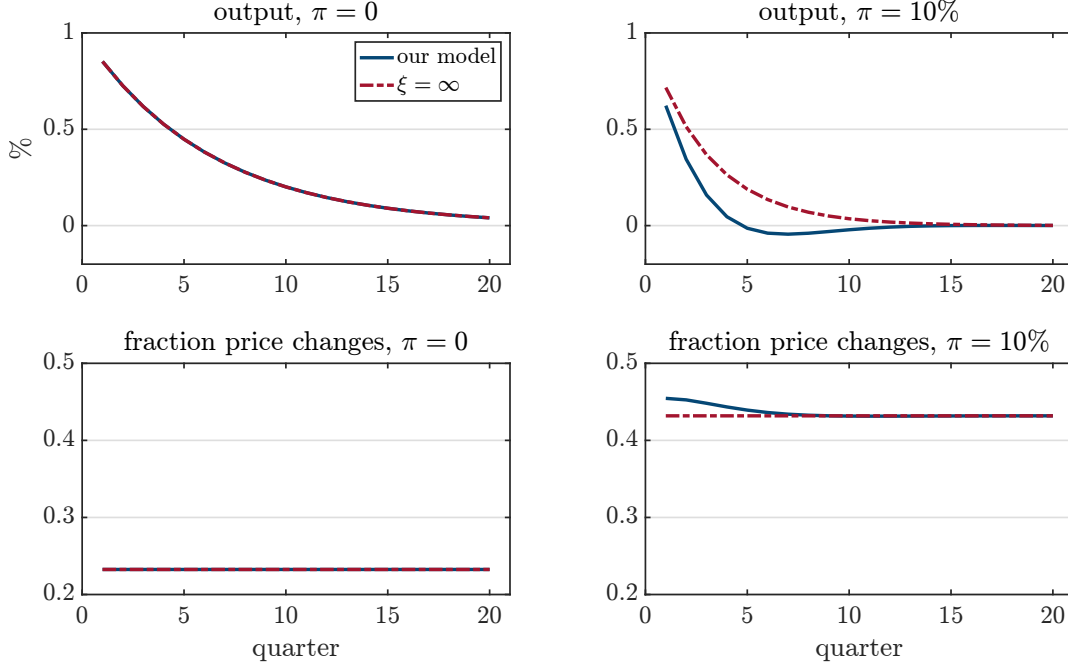 output, π = 0
1
0.5
0
%
0 5 10 15 20
our model
ξ = ∞
output, π = 10%
1
0.5
0
0 5 10 15 20
fraction price changes, π = 0
0.5
0.4
0.3
0.2
0 5 10 15 20
quarter
fraction price changes, π = 10%
0.5
0.4
0.3
0.2
0 5 10 15 20
quarter